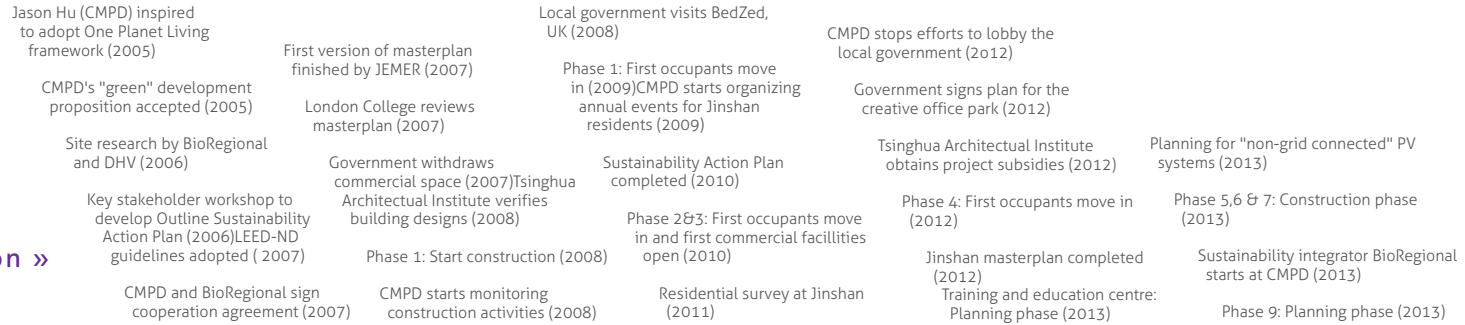 Jason Hu (CMPD) inspired
to adopt One Planet Living
framework (2005)
CMPD's "green" development
proposition accepted (2005)
Site research by BioRegional
and DHV (2006)
Key stakeholder workshop to
develop Outline Sustainability
Action Plan (2006)LEED-ND
guidelines adopted ( 2007)
on »
CMPD and BioRegional sign
cooperation agreement (2007)
First version of masterplan
finished by JEMER (2007)
London College reviews
masterplan (2007)
Government withdraws
commercial space (2007)Tsinghua
Architectual Institute verifies
building designs (2008)
Phase 1: Start construction (2008)
CMPD starts monitoring
construction activities (2008)
Local government visits BedZed,
UK (2008)
Phase 1: First occupants move
in (2009)CMPD starts organizing
annual events for Jinshan
residents (2009)
Sustainability Action Plan
completed (2010)
Phase 2&3: First occupants move
in and first commercial facillities
open (2010)
Residential survey at Jinshan
(2011)
CMPD stops efforts to lobby the
local government (2o12)
Government signs plan for the
creative office park (2012)
Tsinghua Architectual Institute
obtains project subsidies (2012)
Phase 4: First occupants move in
(2012)
Jinshan masterplan completed
(2012)
Training and education centre:
Planning phase (2013)
Planning for "non-grid connected" PV
systems (2013)
Phase 5,6 & 7: Construction phase
(2013)
Sustainability integrator BioRegional
starts at CMPD (2013)
Phase 9: Planning phase (2013)